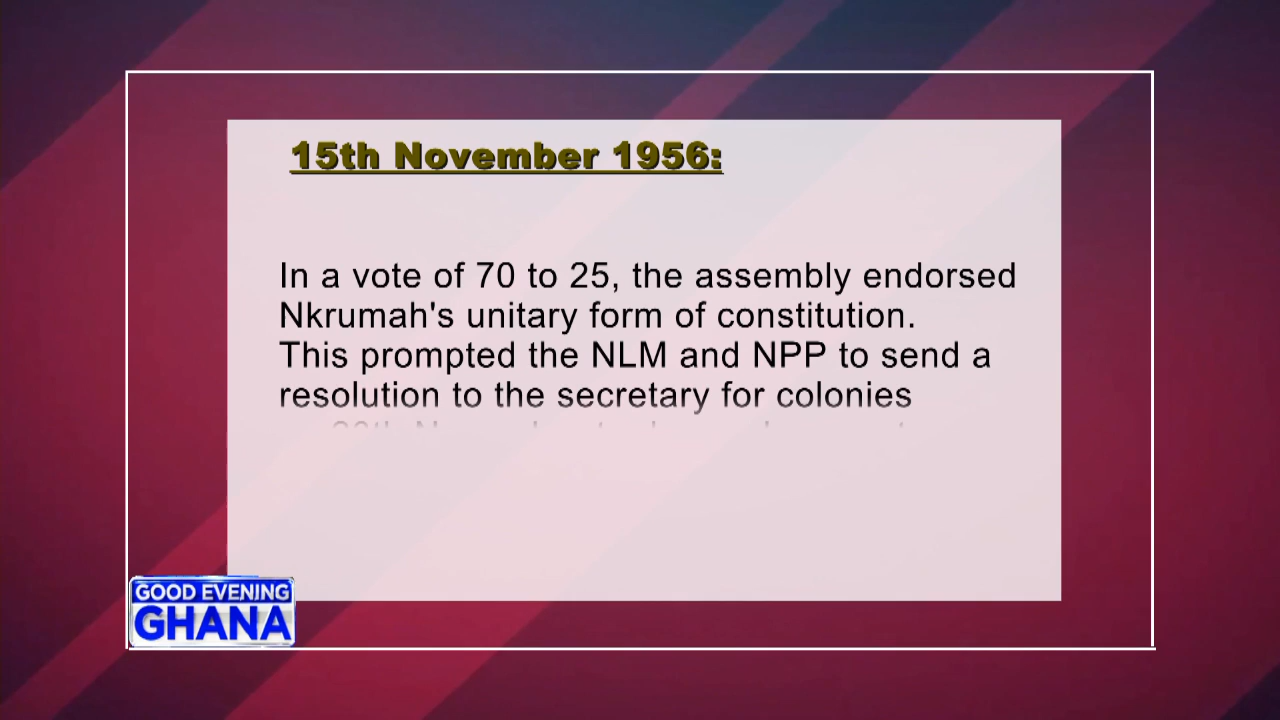 15th November 1956:
In a vote of 70 to 25, the assembly endorsed
Nkrumah's unitary form of constitution.
This prompted the NLM and NPP to send a
resolution to the secretary for colonies
GOOD EVENING
GHANA